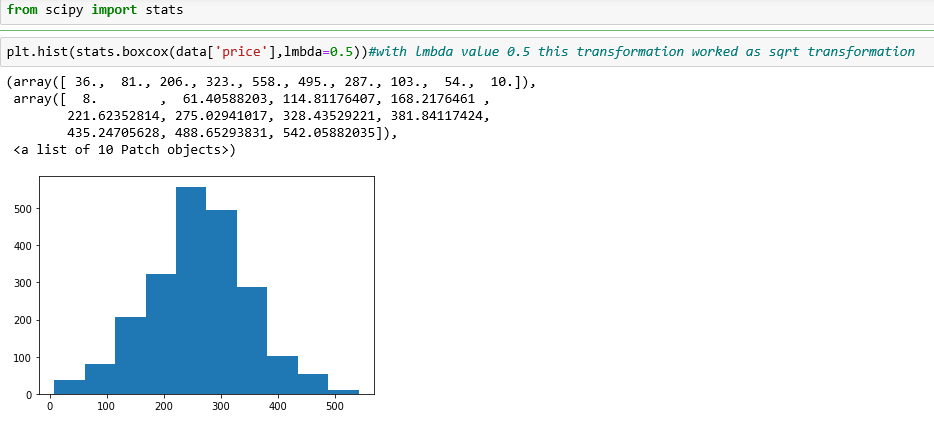 from scipy import stats
plt.hist(stats.boxcox(data['price'],lmbda=0.5))#with lmbda value 0.5 this transformation worked as sqrt transformation
(array([ 36.,  81., 206., 323., 558., 495., 287., 103.,  54.,  10.]),
array([  8.        ,  61.40588203, 114.81176407, 168.2176461 ,
221.62352814, 275.02941017, 328.43529221, 381.84117424,
435.24705628, 488.65293831, 542.05882035]),
<a list of 10 Patch objects>)
500
400
300
200
100
0
0 100 200 300 400 500